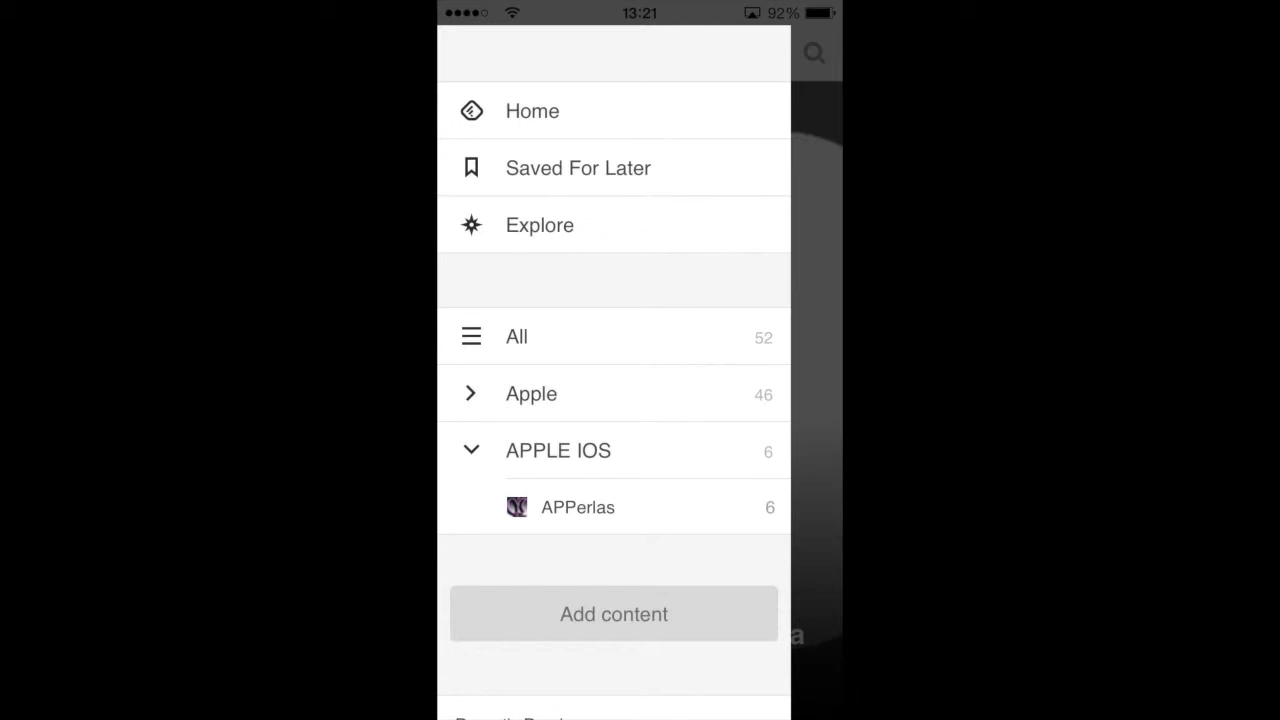 13:21 92%
Home
Saved For Later
Explore
All 52
Apple 46
APPLE IOS 6
APPerlas 6
Add content
a